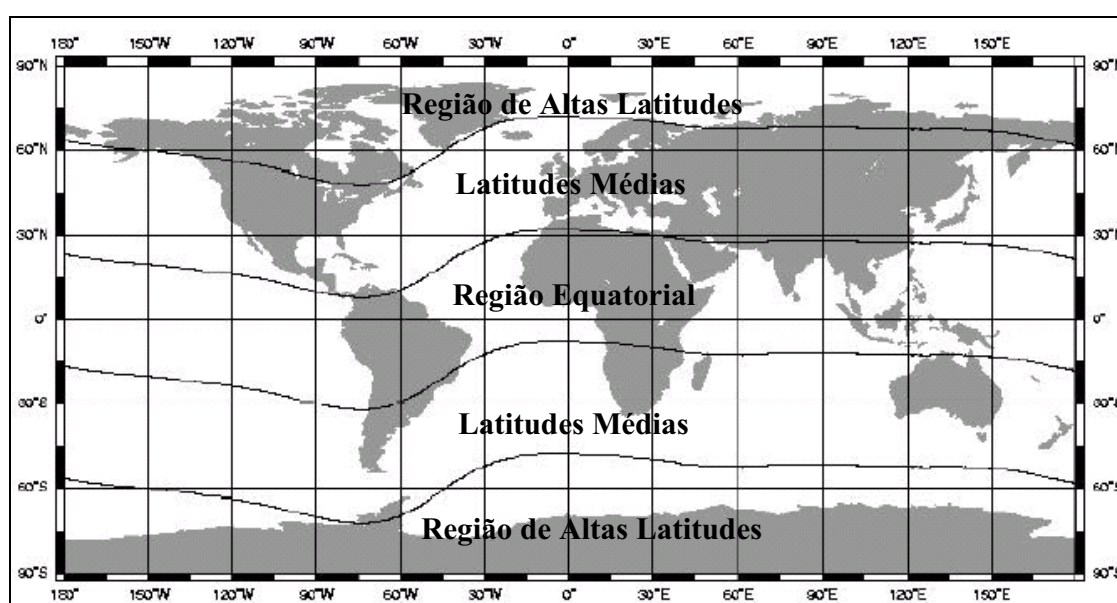 180° 150°W 120°W 90°W 60°W 30°W 0° 30°E 60°E 90°E 120°E 150°E
90°N 90°N
Região de Altas Latitudes
60°N 60°N
Latitudes Médias
30°N 30°N
Região Equatorial
0° 0°
30°S 30°S
Latitudes Médias
60°S 60°S
Região de Altas Latitudes
90°S 90°S
180° 150°W 120°W 90°W 60°W 30°W 0° 30°E 60°E 90°E 120°E 150°E